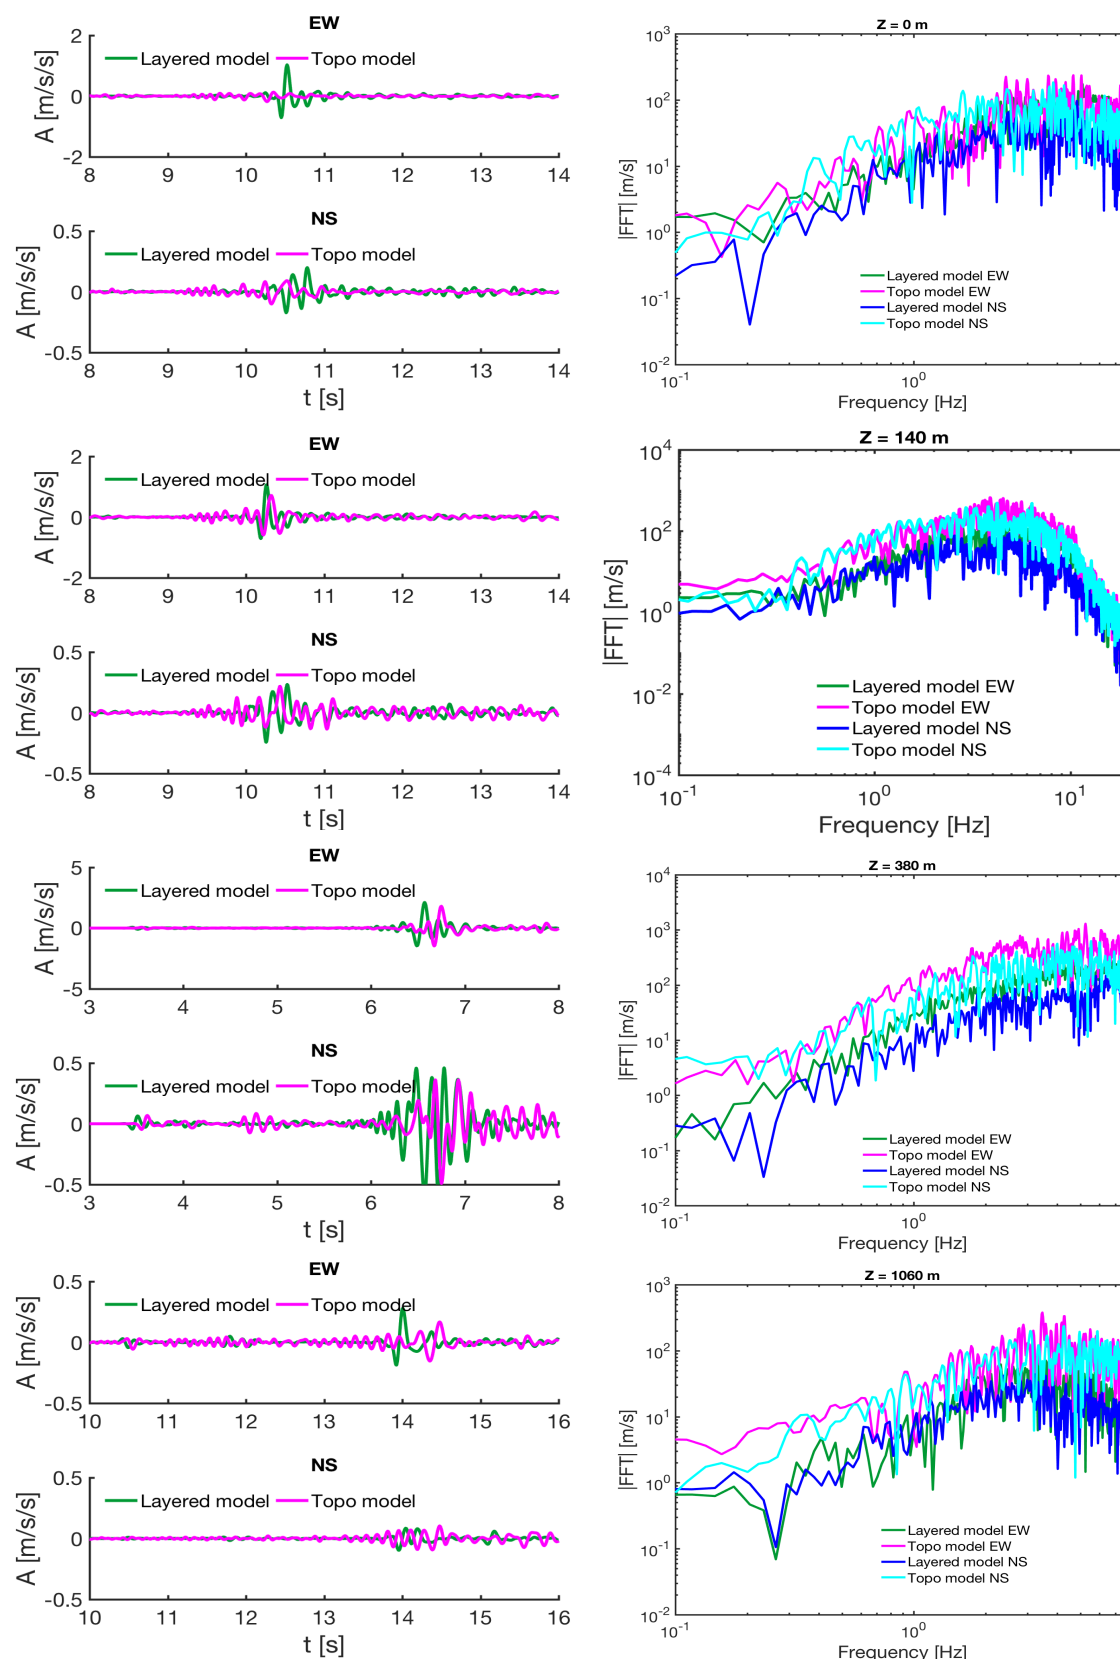 EW
2
0
-2
A [m/s/s]
Layered model Topo model
8 9 10 11 12 13 14
NS
0.5
0
-0.5
A [m/s/s]
Layered model Topo model
8 9 10 11 12 13 14
t [s]
Z = 0 m
10^3
10^2
10^1
10^0
10^-1
10^-2
|FFT| [m/s]
Layered model EW
Topo model EW
Layered model NS
Topo model NS
10^-1 10^0
Frequency [Hz]
EW
2
0
-2
A [m/s/s]
Layered model Topo model
8 9 10 11 12 13 14
NS
0.5
0
-0.5
A [m/s/s]
Layered model Topo model
8 9 10 11 12 13 14
t [s]
Z = 140 m
10^4
10^2
10^0
10^-2
10^-4
|FFT| [m/s]
Layered model EW
Topo model EW
Layered model NS
Topo model NS
10^-1 10^0 10^1
Frequency [Hz]
EW
5
0
-5
A [m/s/s]
Layered model Topo model
3 4 5 6 7 8
NS
0.5
0
-0.5
A [m/s/s]
Layered model Topo model
3 4 5 6 7 8
t [s]
Z = 380 m
10^4
10^3
10^2
10^1
10^0
10^-1
10^-2
|FFT| [m/s]
Layered model EW
Topo model EW
Layered model NS
Topo model NS
10^-1 10^0
Frequency [Hz]
EW
0.5
0
-0.5
A [m/s/s]
Layered model Topo model
10 11 12 13 14 15 16
NS
0.5
0
-0.5
A [m/s/s]
Layered model Topo model
10 11 12 13 14 15 16
t [s]
Z = 1060 m
10^3
10^2
10^1
10^0
10^-1
10^-2
|FFT| [m/s]
Layered model EW
Topo model EW
Layered model NS
Topo model NS
10^-1 10^0
Frequency [Hz]